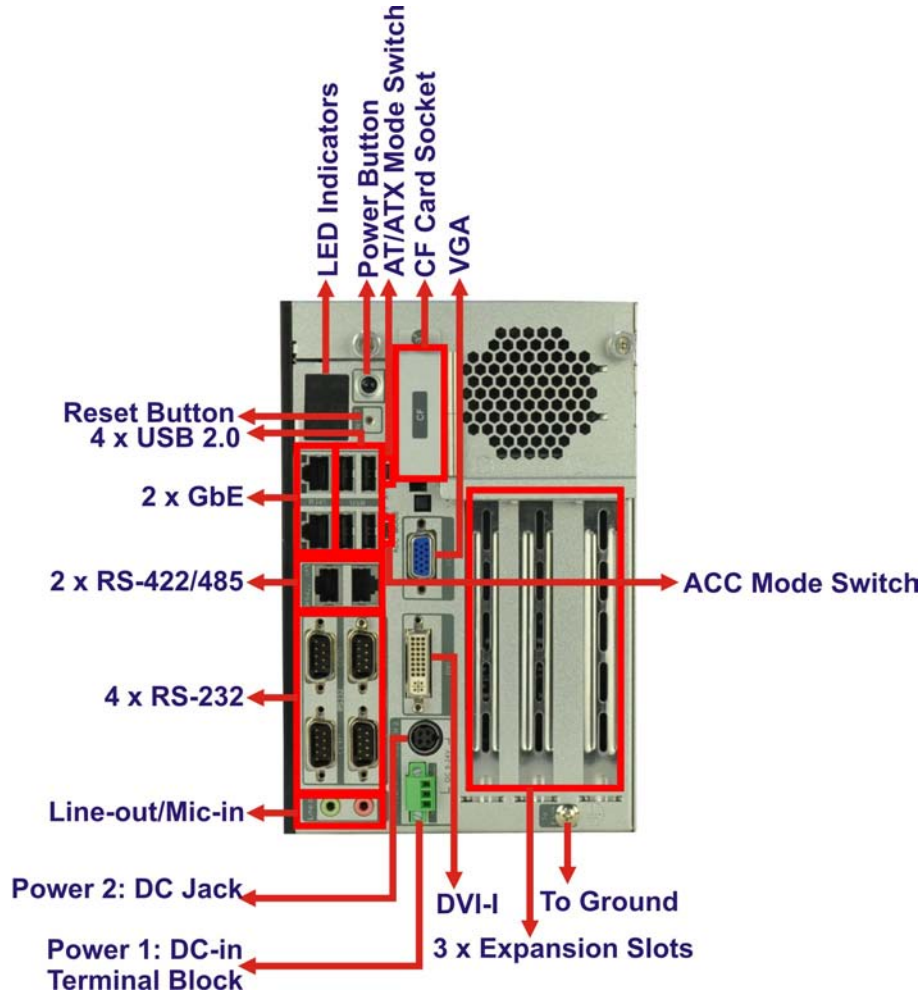 LED Indicators
Power Button
AT/ATX Mode Switch
CF Card Socket
VGA
Reset Button
4 x USB 2.0
2 x GbE
2 x RS-422/485
4 x RS-232
Line-out/Mic-in
Power 2: DC Jack
Power 1: DC-in
Terminal Block
CF
ACC Mode Switch
DVI-I
To Ground
3 x Expansion Slots